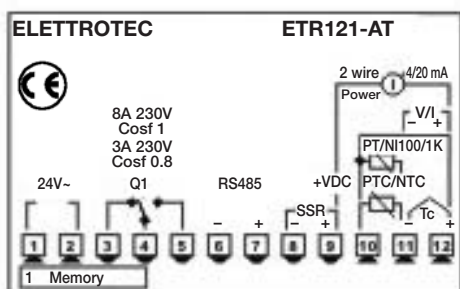 ELETTROTEC ETR121-AT
CE
2 wire 4/20 mA
Power I
8A 230V
Cosf 1
3A 230V
Cosf 0.8
V/I
– +
PT/NI100/1K
24V~ Q1 RS485 +VDC PTC/NTC
– + SSR Tc
– + – +
1 2 3 4 5 6 7 8 9 10 11 12
1 Memory